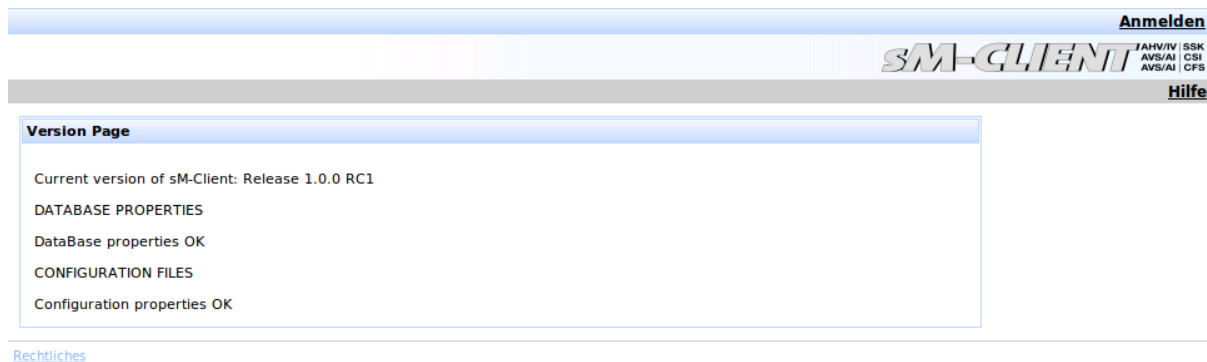 Anmelden
sM-CLIENT AHV/IV SSK
AVS/AI CSI
AVS/AI CFS
Hilfe
Version Page
Current version of sM-Client: Release 1.0.0 RC1
DATABASE PROPERTIES
DataBase properties OK
CONFIGURATION FILES
Configuration properties OK
Rechtliches